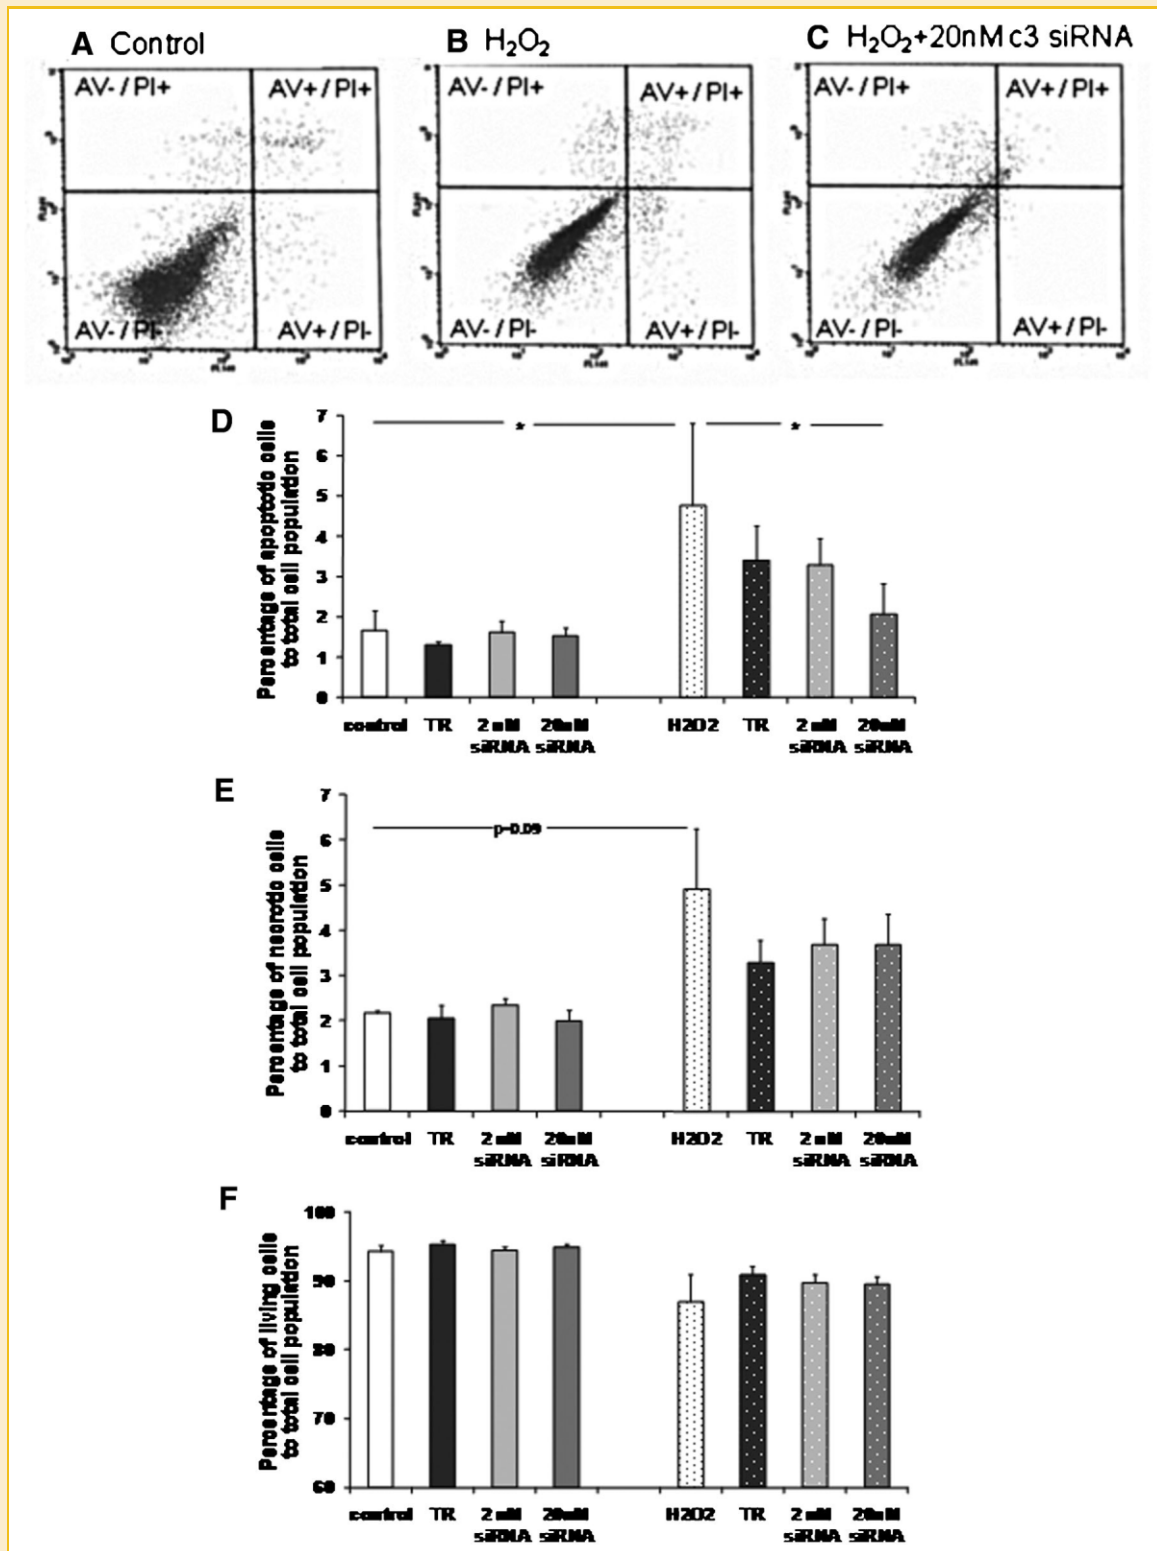 A Control
B H₂O₂
C H₂O₂+20nM c3 siRNA
AV- / PI+
AV+ / PI+
AV- / PI-
AV+ / PI-
AV- / PI+
AV+ / PI+
AV- / PI-
AV+ / PI-
AV- / PI+
AV+ / PI+
AV- / PI-
AV+ / PI-
D
Percentage of apoptotic cells
to total cell population
7
6
5
4
3
2
1
0
*
*
control TR 2 nM siRNA 20nM siRNA H2O2 TR 2 nM siRNA 20nM siRNA
E
Percentage of necrotic cells
to total cell population
7
6
5
4
3
2
1
0
p=0.09
control TR 2 nM siRNA 20nM siRNA H2O2 TR 2 nM siRNA 20nM siRNA
F
Percentage of living cells
to total cell population
100
90
80
70
60
control TR 2 nM siRNA 20nM siRNA H2O2 TR 2 nM siRNA 20nM siRNA